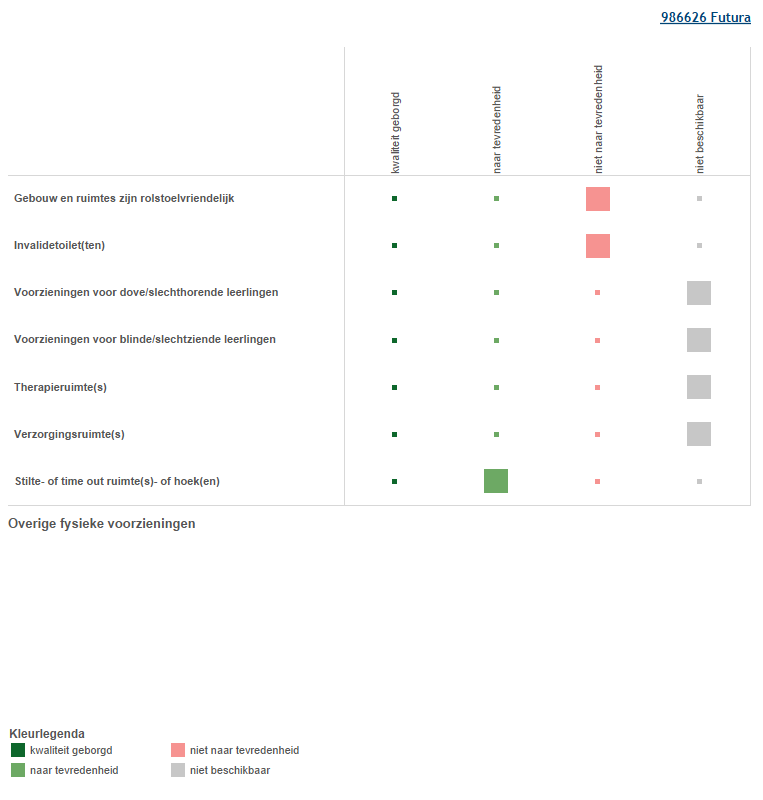 986626 Futura
kwaliteit geborgd
naar tevredenheid
niet naar tevredenheid
niet beschikbaar
Gebouw en ruimtes zijn rolstoelvriendelijk
Invalidetoilet(ten)
Voorzieningen voor dove/slechthorende leerlingen
Voorzieningen voor blinde/slechtziende leerlingen
Therapieruimte(s)
Verzorgingsruimte(s)
Stilte- of time out ruimte(s)- of hoek(en)
Overige fysieke voorzieningen
Kleurlegenda
kwaliteit geborgd
niet naar tevredenheid
naar tevredenheid
niet beschikbaar